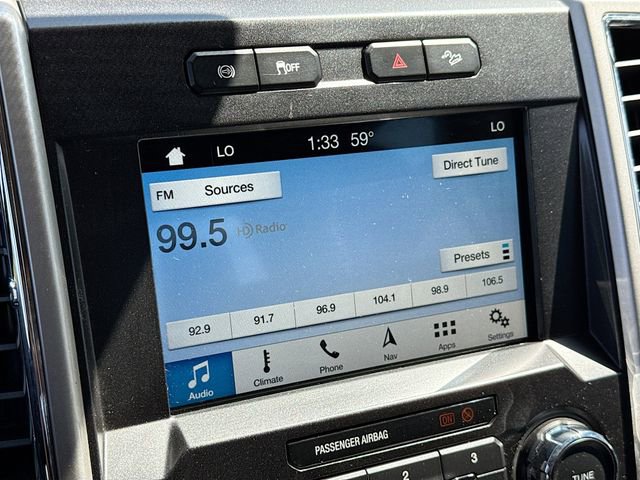 OFF
LO 1:33 59° LO
FM Sources Direct Tune
99.5 HD Radio
Presets
92.9 91.7 96.9 104.1 98.9 106.5
Audio Climate Phone Apps Nav Settings
PASSENGER AIRBAG ON
2 3
TUNE